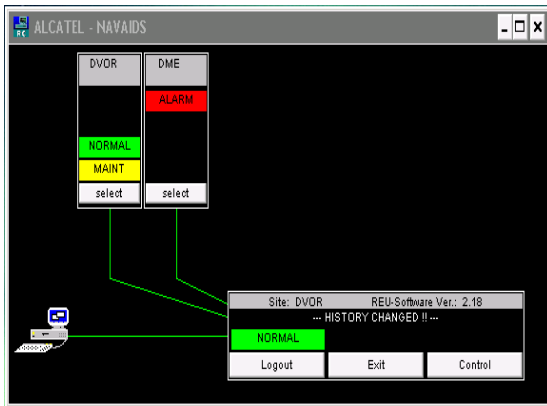 RC ALCATEL - NAVAIDS
DVOR
DME
ALARM
NORMAL
MAINT
select
select
Site: DVOR REU-Software Ver.: 2.18
--- HISTORY CHANGED !! ---
NORMAL
Logout Exit Control